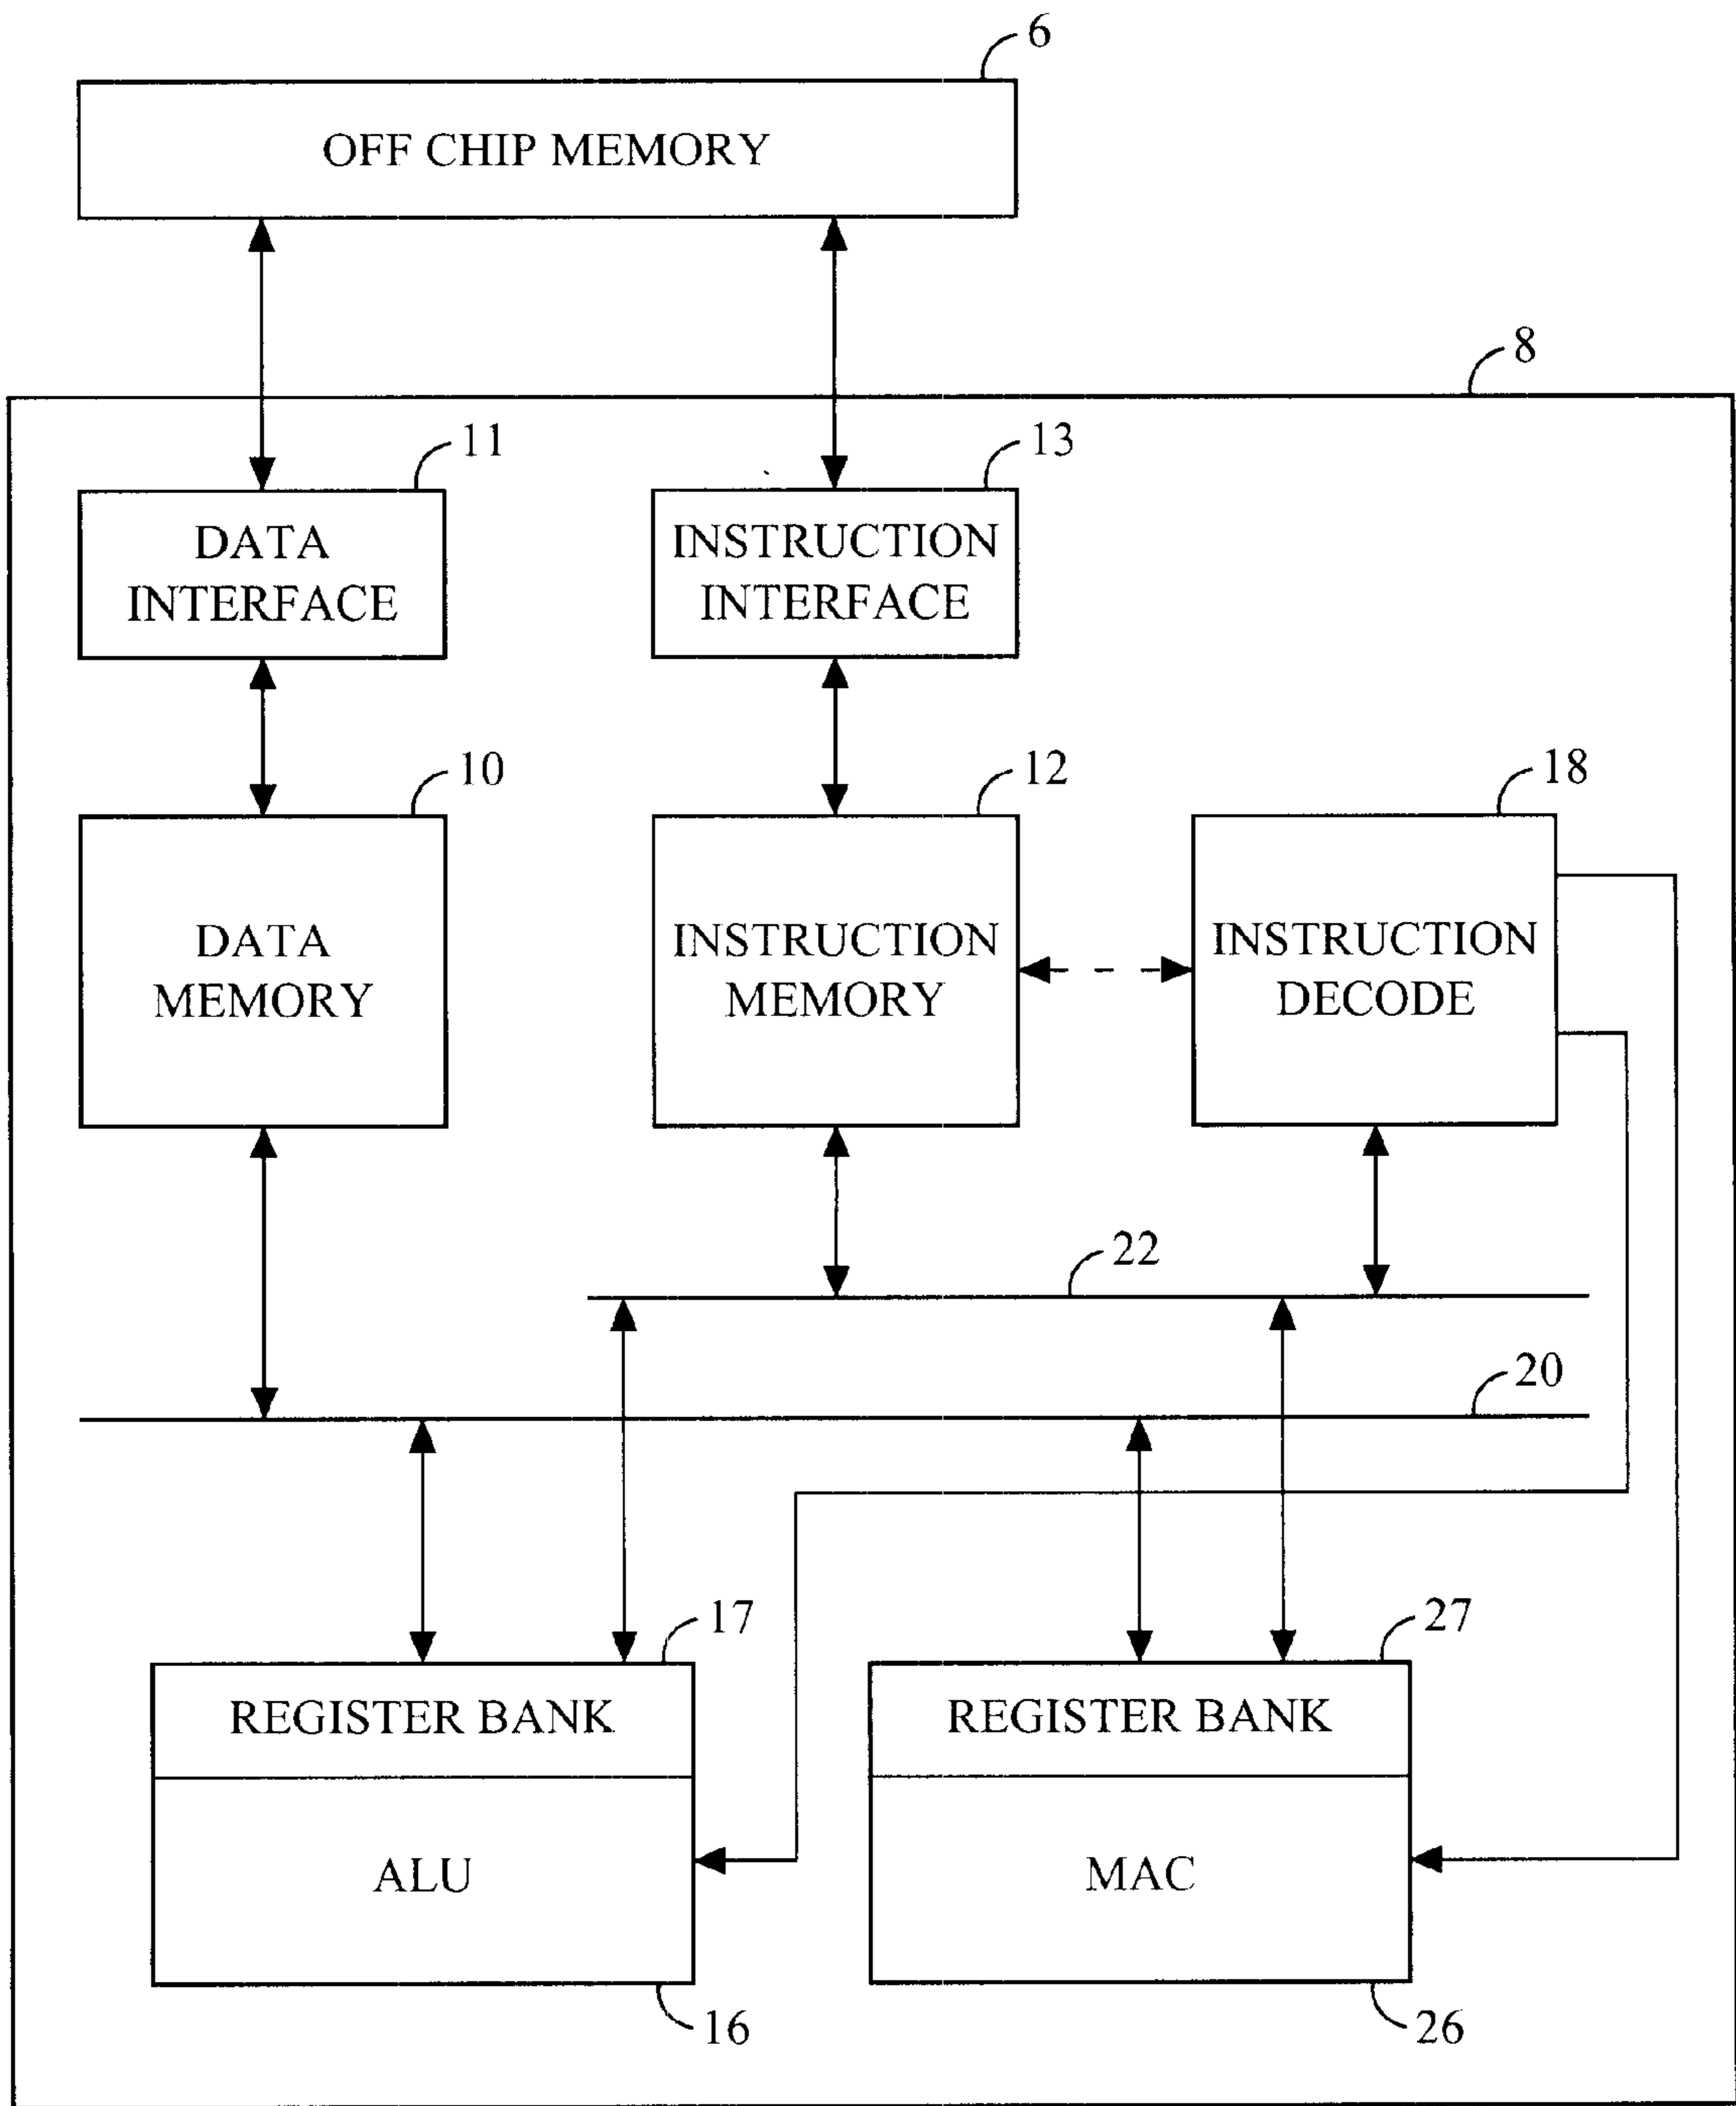 6
OFF CHIP MEMORY
8
11
13
DATA
INTERFACE
INSTRUCTION
INTERFACE
10
12
18
DATA
MEMORY
INSTRUCTION
MEMORY
INSTRUCTION
DECODE
22
20
17
27
REGISTER BANK
REGISTER BANK
ALU
MAC
16
26